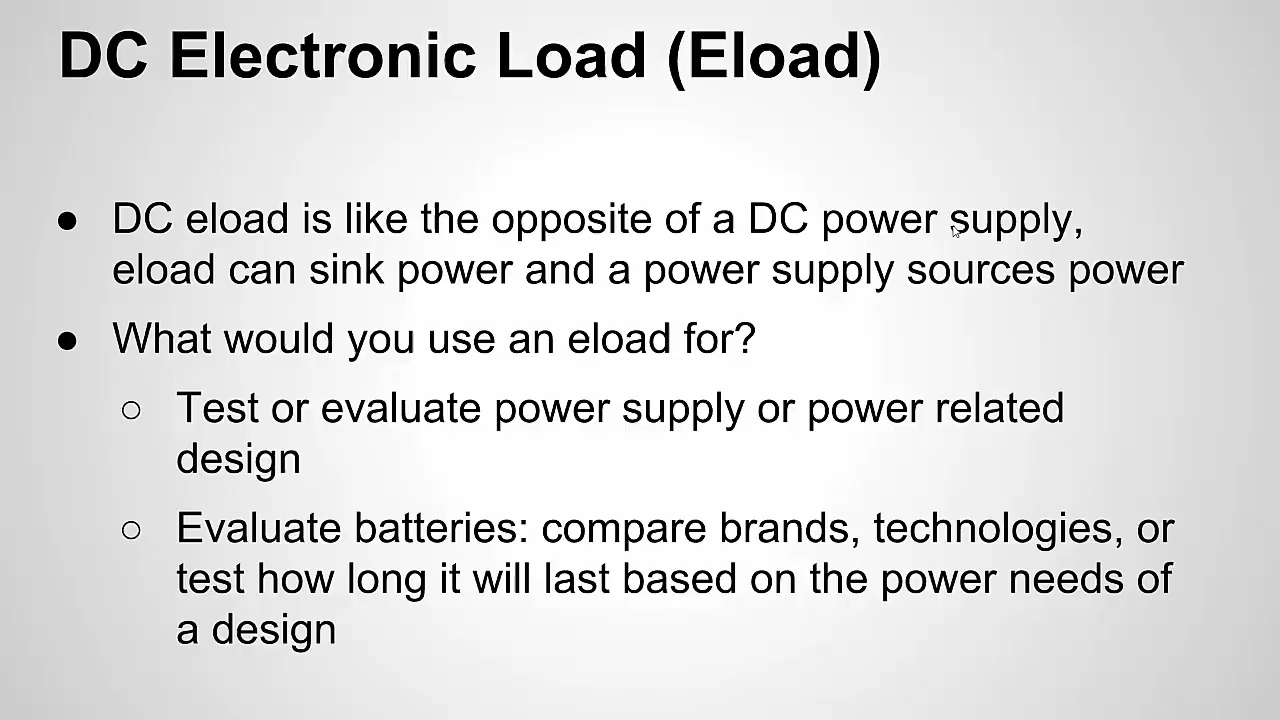 DC Electronic Load (Eload)
● DC eload is like the opposite of a DC power supply,
eload can sink power and a power supply sources power
● What would you use an eload for?
○ Test or evaluate power supply or power related
design
○ Evaluate batteries: compare brands, technologies, or
test how long it will last based on the power needs of
a design